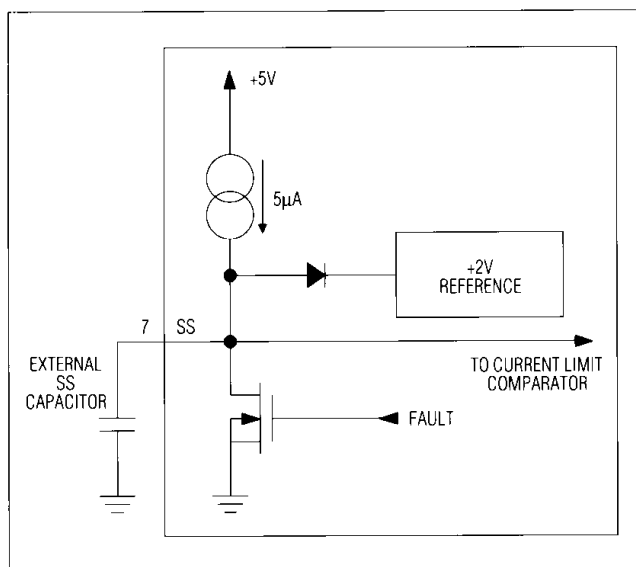 +5V
5µA
+2V
REFERENCE
7 SS
EXTERNAL
SS
CAPACITOR
TO CURRENT LIMIT
COMPARATOR
FAULT